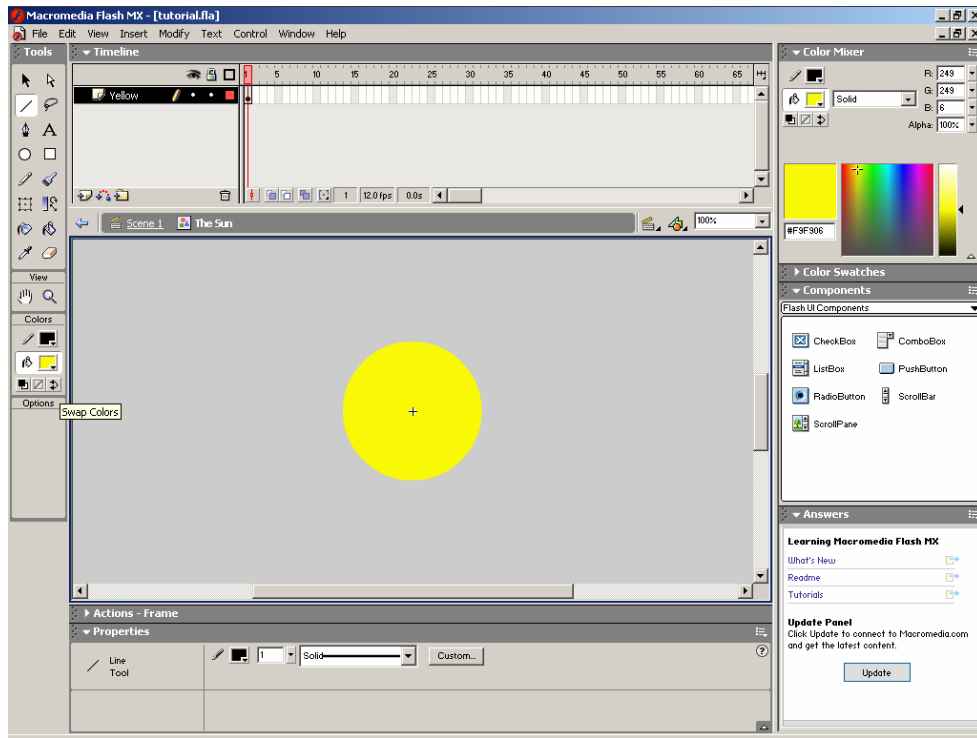 Macromedia Flash MX - [tutorial.fla]
File Edit View Insert Modify Text Control Window Help
Tools
Timeline
1 5 10 15 20 25 30 35 40 45 50 55 60 65
Yellow
1 12.0 fps 0.0s
Scene 1 The Sun
100%
View
Colors
Options
Swap Colors
Actions - Frame
Properties
Line
Tool
1 Solid Custom...
Color Mixer
R: 249
Solid G: 249
B: 6
Alpha: 100%
#F9F906
Color Swatches
Components
Flash UI Components
CheckBox ComboBox
ListBox PushButton
RadioButton ScrollBar
ScrollPane
Answers
Learning Macromedia Flash MX
What's New
Readme
Tutorials
Update Panel
Click Update to connect to Macromedia.com
and get the latest content.
Update